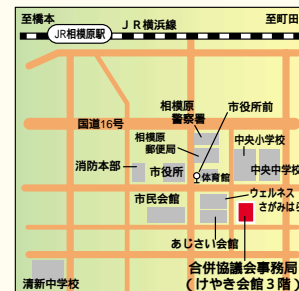 至橋本
JR横浜線
至町田
JR相模原駅
相模原
警察署
市役所前
国道16号
相模原
郵便局
中央小学校
消防本部
市役所
体育館
中央中学校
市民会館
ウェルネス
さがみはら
あじさい会館
合併協議会事務局
(けやき会館3階)
清新中学校